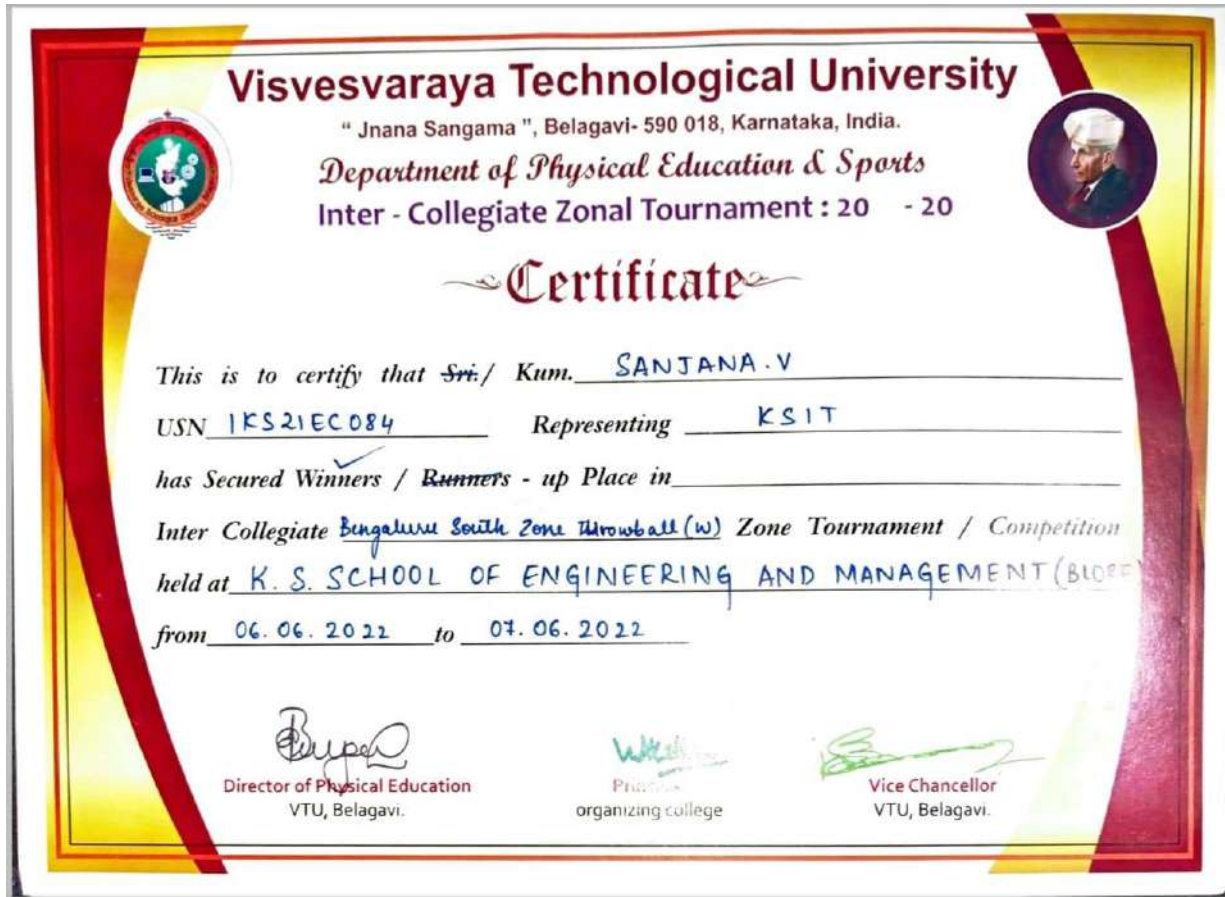 Visvesvaraya Technological University
“ Jnana Sangama ”, Belagavi- 590 018, Karnataka, India.
Department of Physical Education & Sports
Inter - Collegiate Zonal Tournament : 20 - 20
Certificate
This is to certify that Sri./ Kum. SANJANA.V
USN 1KS21EC084 Representing KSIT
has Secured Winners / Runners - up Place in
Inter Collegiate Bengaluru South Zone Throwball (W) Zone Tournament / Competition
held at K. S. SCHOOL OF ENGINEERING AND MANAGEMENT (BLORE)
from 06.06.2022 to 07.06.2022
Director of Physical Education
VTU, Belagavi.
organizing college
Vice Chancellor
VTU, Belagavi.